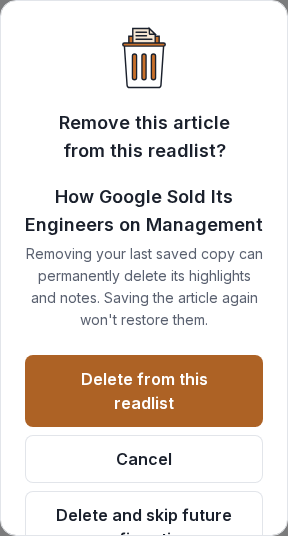 Remove this article
from this readlist?
How Google Sold Its
Engineers on Management
Removing your last saved copy can
permanently delete its highlights
and notes. Saving the article again
won't restore them.
Delete from this
readlist
Cancel
Delete and skip future